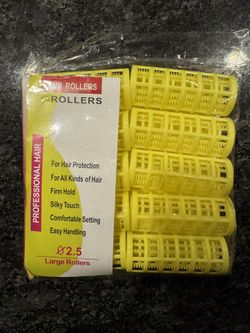 HAIR ROLLERS
ROLLERS
PROFESSIONAL HAIR
For Hair Protection
For All Kinds of Hair
Firm Hold
Silky Touch
Comfortable Setting
Easy Handling
Ø 2.5
Large Rollers